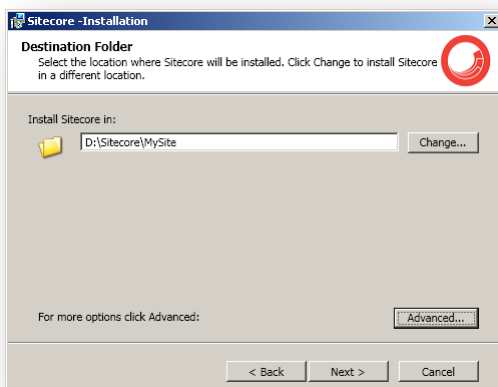 Sitecore -Installation
Destination Folder
Select the location where Sitecore will be installed. Click Change to install Sitecore
in a different location.
Install Sitecore in:
D:\Sitecore\MySite
Change...
For more options click Advanced:
Advanced...
< Back
Next >
Cancel